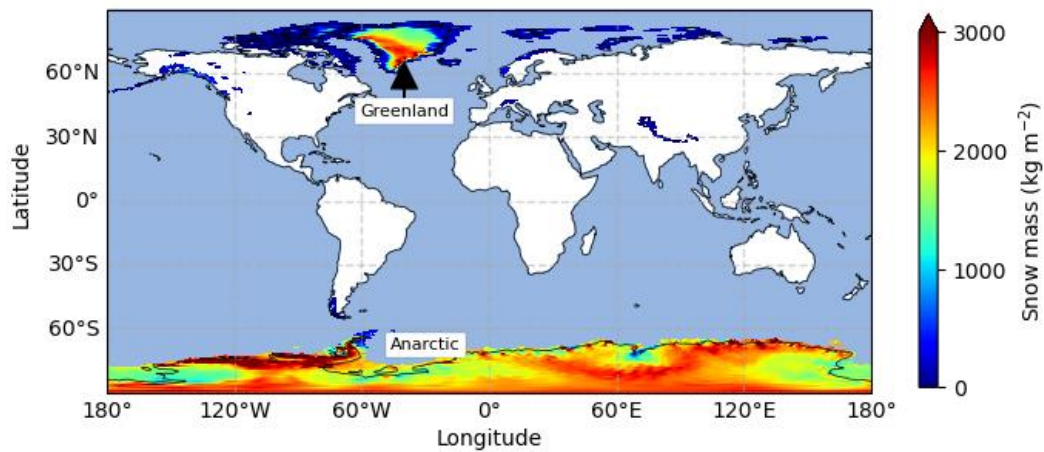 60°N
30°N
0°
30°S
60°S
Latitude
Greenland
Anarctic
180° 120°W 60°W 0° 60°E 120°E 180°
Longitude
3000
2000
1000
0
Snow mass (kg m⁻²)